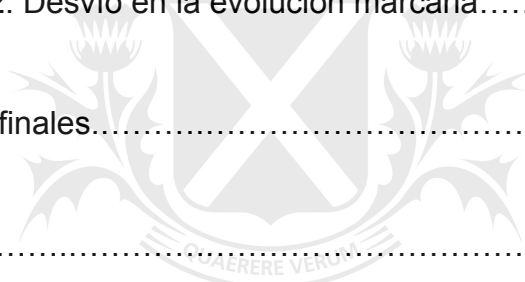 2. Desvío en la evolución marcaria……
finales.………….……………………………………
……….……………………………………………
QUAERERE VERUM